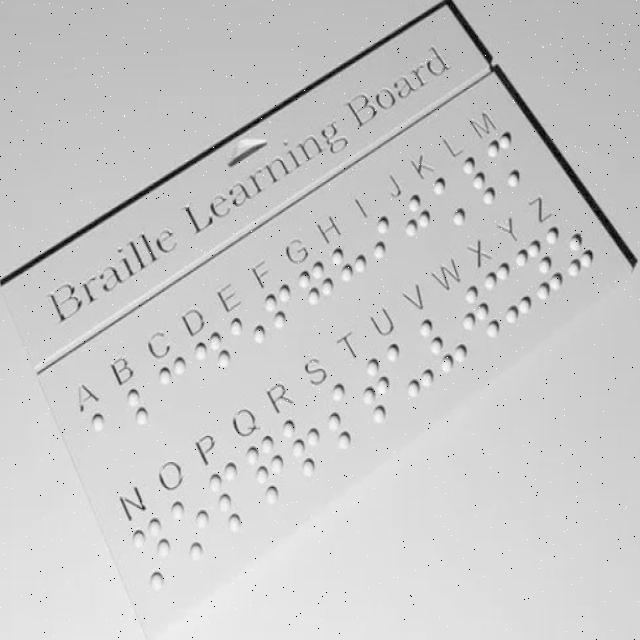 Braille Learning Board
A B C D E F G H I J K L M
N O P Q R S T U V W X Y Z